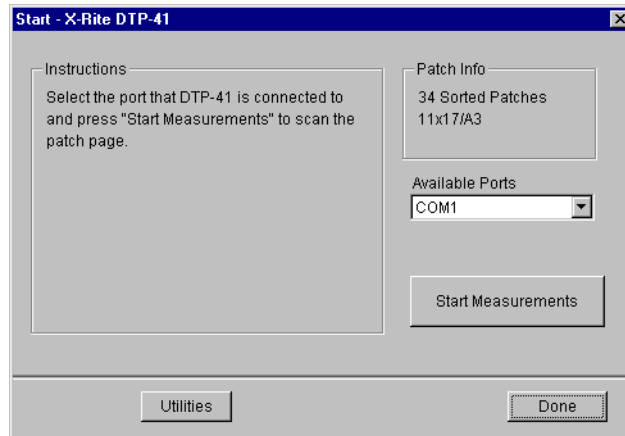 Start - X-Rite DTP-41
Instructions
Select the port that DTP-41 is connected to
and press "Start Measurements" to scan the
patch page.
Patch Info
34 Sorted Patches
11x17/A3
Available Ports
COM1
Start Measurements
Utilities
Done